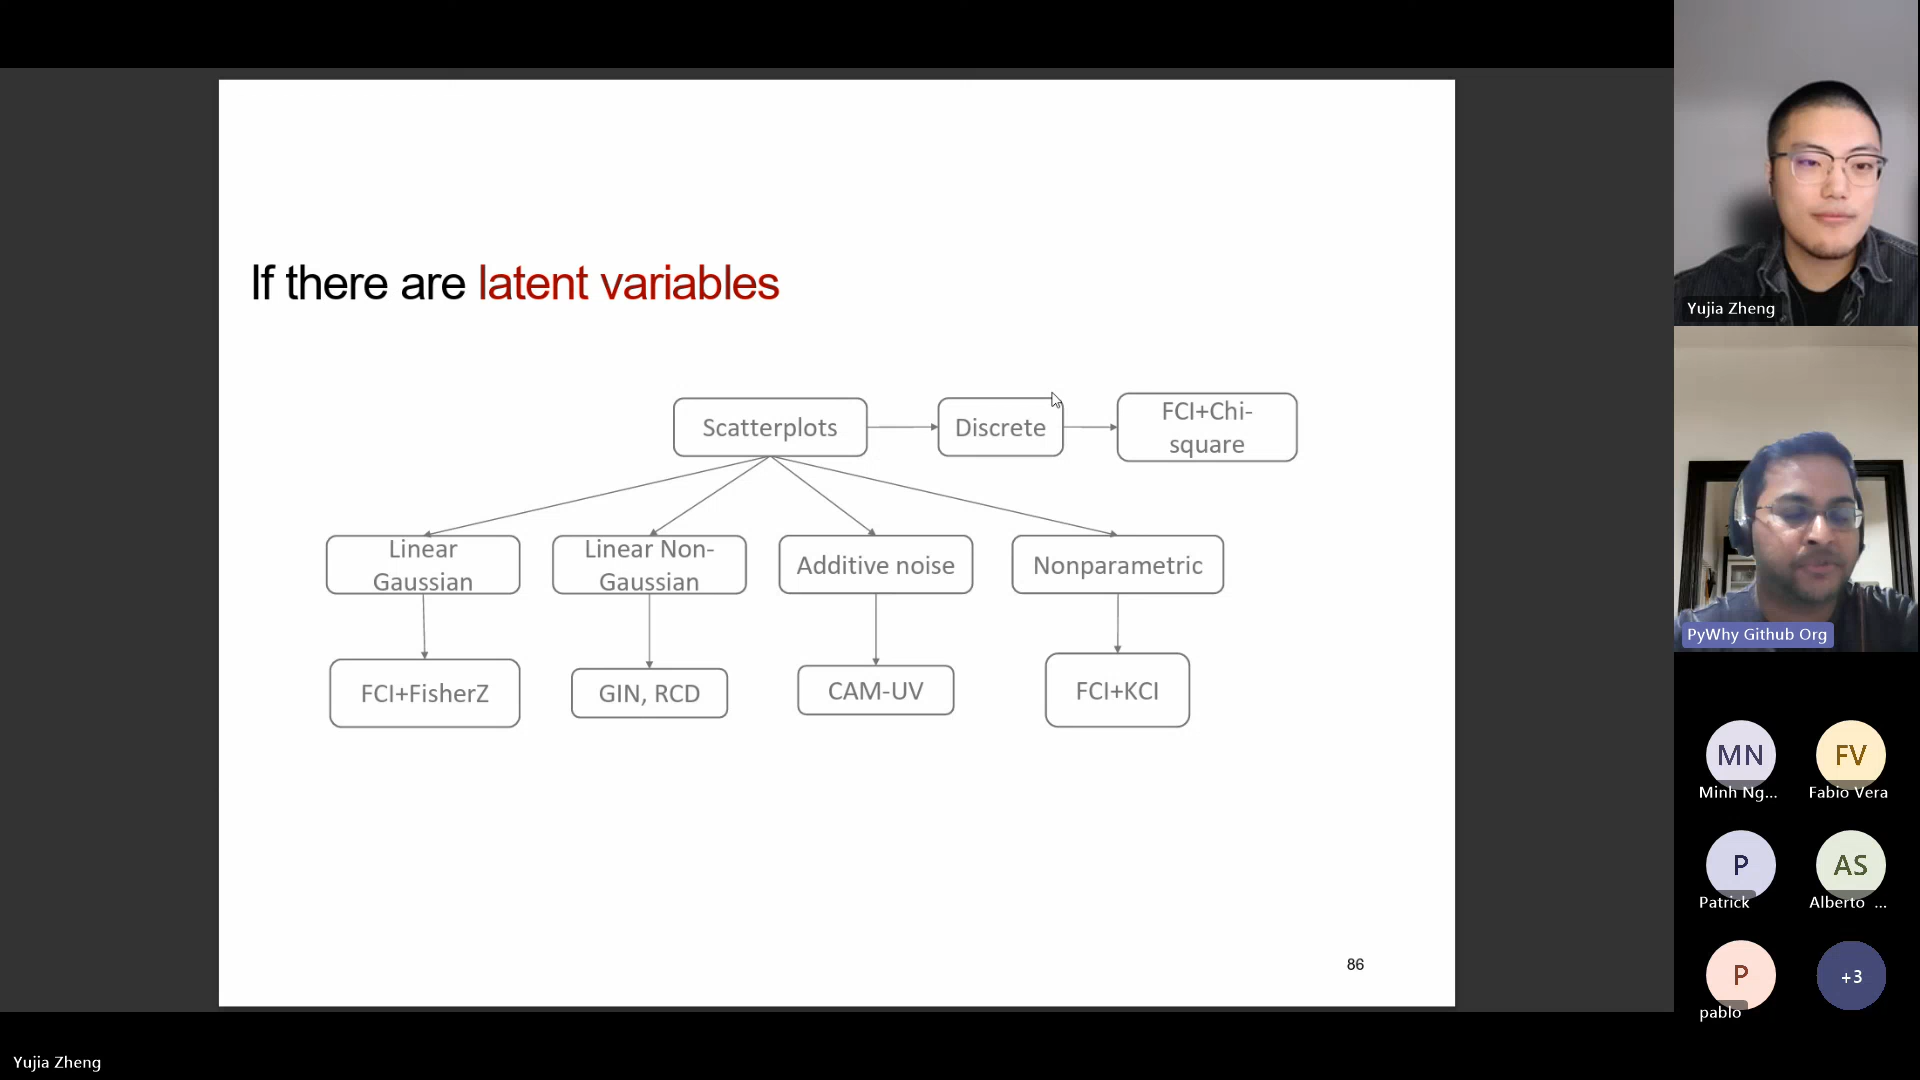 If there are latent variables
Scatterplots
Discrete
FCI+Chi-
square
Linear
Gaussian
Linear Non-
Gaussian
Additive noise
Nonparametric
FCI+FisherZ
GIN, RCD
CAM-UV
FCI+KCI
86
Yujia Zheng
PyWhy Github Org
MN
Minh Ng...
FV
Fabio Vera
P
Patrick
AS
Alberto ...
P
pablo
+3
Yujia Zheng